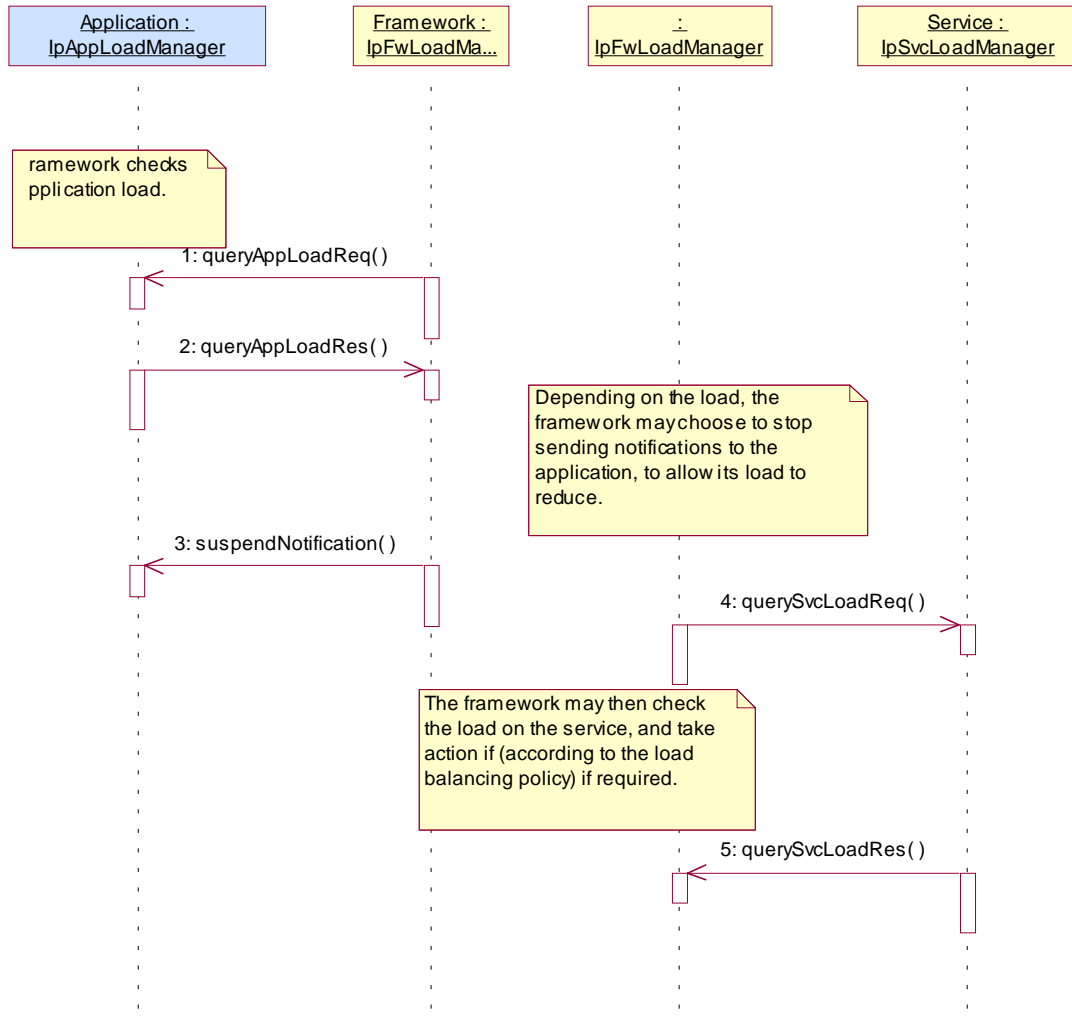 Application :
IpAppLoadManager
Framework :
IpFwLoadMa...
:
IpFwLoadManager
Service :
IpSvcLoadManager
ramework checks
pplication load.
1: queryAppLoadReq( )
2: queryAppLoadRes( )
Depending on the load, the
framework may choose to stop
sending notifications to the
application, to allow its load to
reduce.
3: suspendNotification( )
4: querySvcLoadReq( )
The framework may then check
the load on the service, and take
action if (according to the load
balancing policy) if required.
5: querySvcLoadRes( )